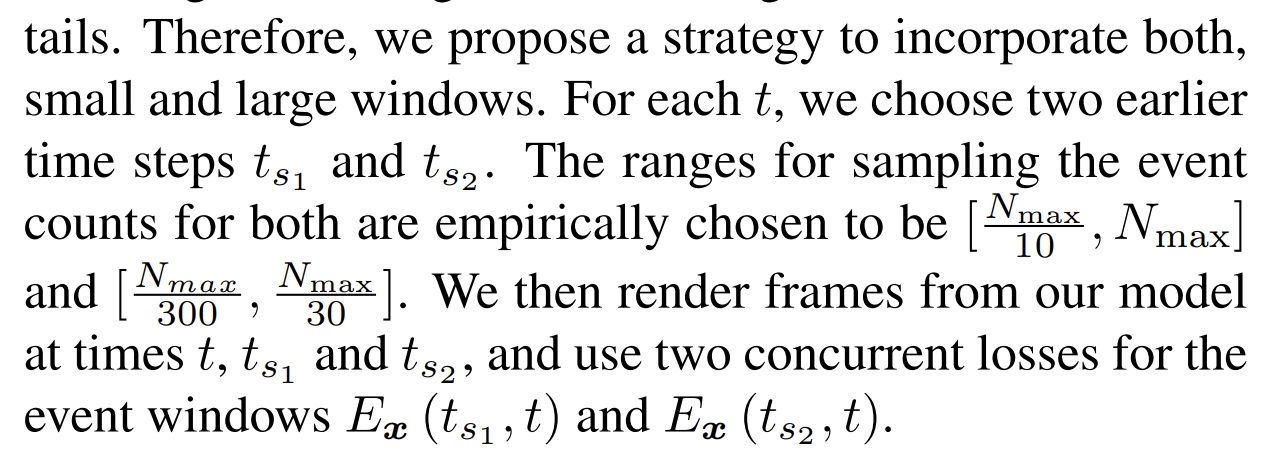 tails. Therefore, we propose a strategy to incorporate both,
small and large windows. For each $t$, we choose two earlier
time steps $t_{s_1}$ and $t_{s_2}$. The ranges for sampling the event
counts for both are empirically chosen to be $[\frac{N_{\text{max}}}{10}, N_{\text{max}}]$
and $[\frac{N_{max}}{300}, \frac{N_{\text{max}}}{30}]$. We then render frames from our model
at times $t, t_{s_1}$ and $t_{s_2}$, and use two concurrent losses for the
event windows $E_{\boldsymbol{x}}(t_{s_1}, t)$ and $E_{\boldsymbol{x}}(t_{s_2}, t)$.